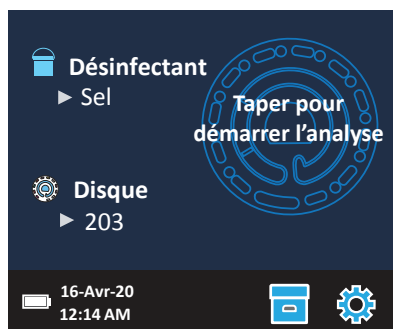 Désinfectant
► Sel
Taper pour
démarrer l'analyse
Disque
► 203
16-Avr-20
12:14 AM